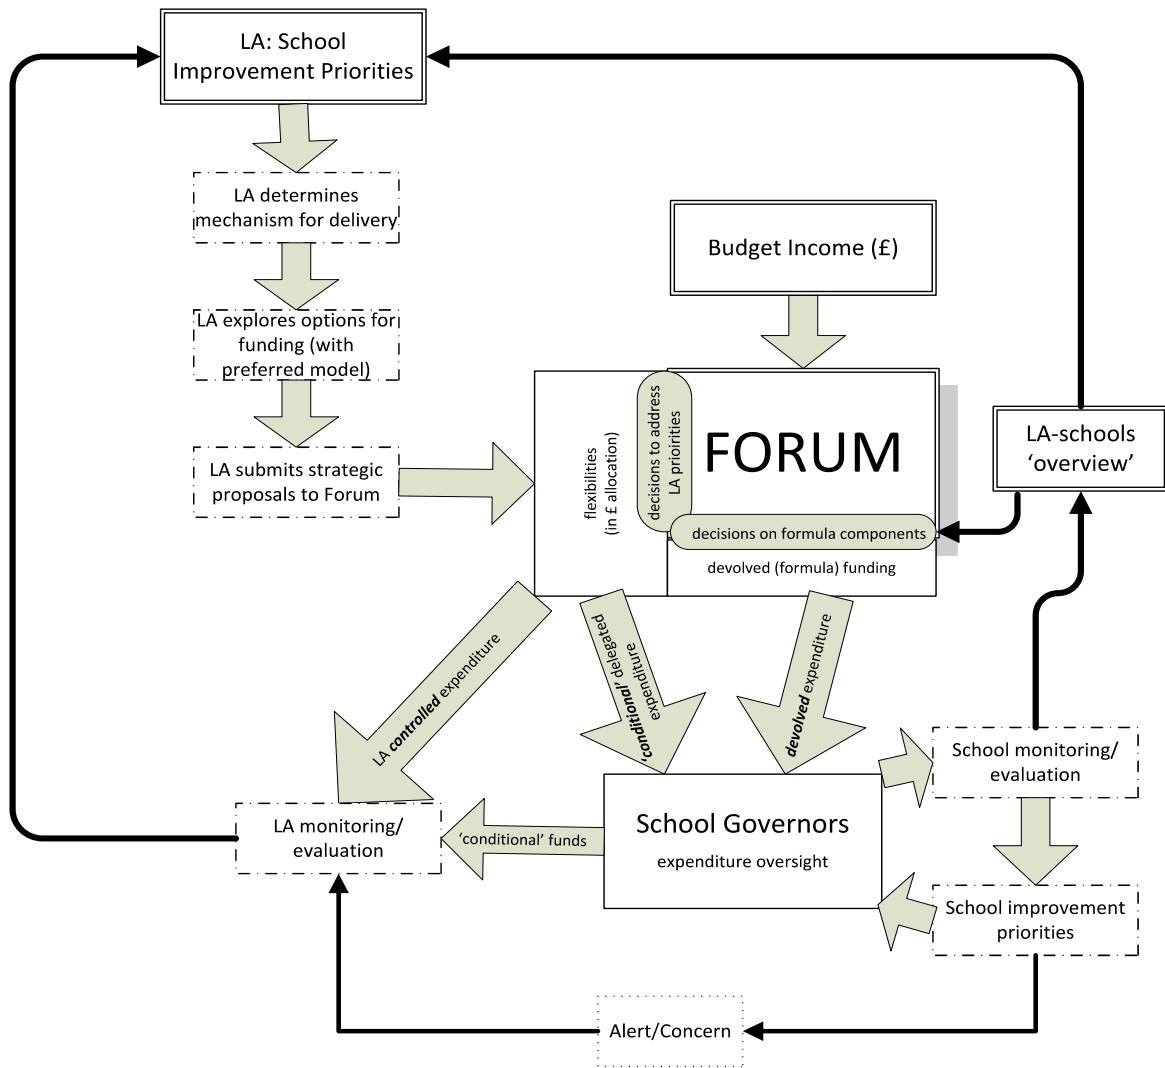 LA: School
Improvement Priorities
LA determines
mechanism for delivery
Budget Income (£)
LA explores options for
funding (with
preferred model)
LA submits strategic
proposals to Forum
flexibilities
(in £ allocation)
decisions to address
LA prioirities
FORUM
decisions on formula components
devolved (formula) funding
LA-schools
‘overview’
LA controlled expenditure
‘conditional’ delegated
expenditure
devolved expenditure
School monitoring/
evaluation
LA monitoring/
evaluation
‘conditional’ funds
School Governors
expenditure oversight
School improvement
priorities
Alert/Concern